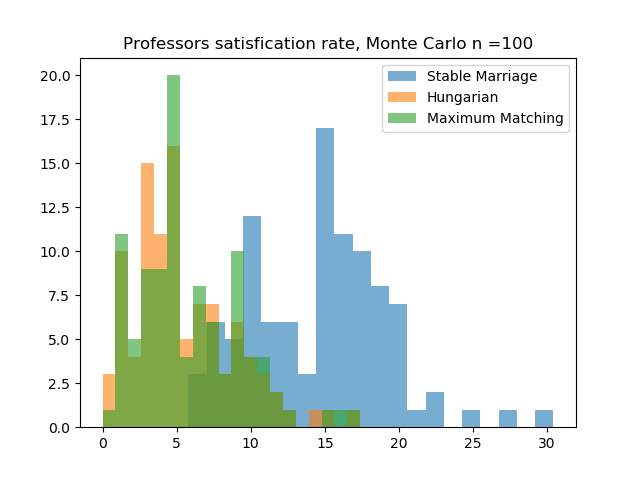 Professors satisfication rate, Monte Carlo n =100
Stable Marriage
Hungarian
Maximum Matching
20.0
17.5
15.0
12.5
10.0
7.5
5.0
2.5
0.0
0 5 10 15 20 25 30